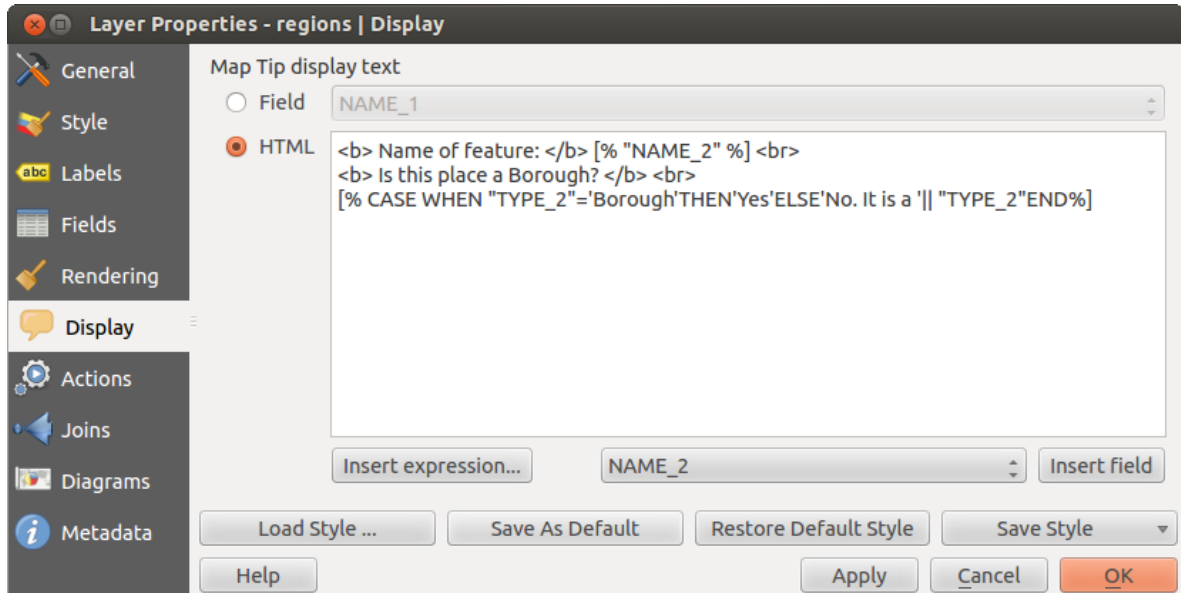 Layer Properties - regions | Display
General
Style
abc Labels
Fields
Rendering
Display
Actions
Joins
Diagrams
Metadata
Map Tip display text
Field NAME_1
HTML
<b> Name of feature: </b> [% "NAME_2" %] <br>
<b> Is this place a Borough? </b> <br>
[% CASE WHEN "TYPE_2"='Borough'THEN'Yes'ELSE'No. It is a '|| "TYPE_2"END%]
Insert expression... NAME_2 Insert field
Load Style ... Save As Default Restore Default Style Save Style
Help Apply Cancel OK